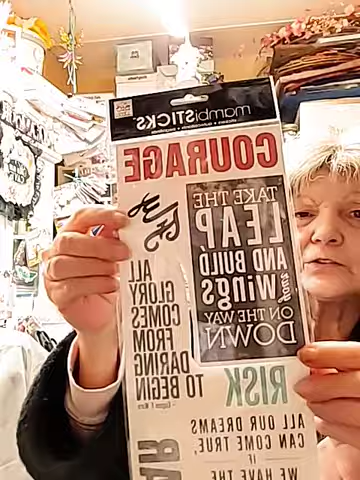 mambiSTICKS
COURAGE
TAKE THE
LEAP
AND BUILD
your
wings
ON THE WAY
DOWN
ALL
GLORY
COMES
FROM
DARING
TO BEGIN
RISK
ALL OUR DREAMS
CAN COME TRUE,
IF
WE HAVE THE